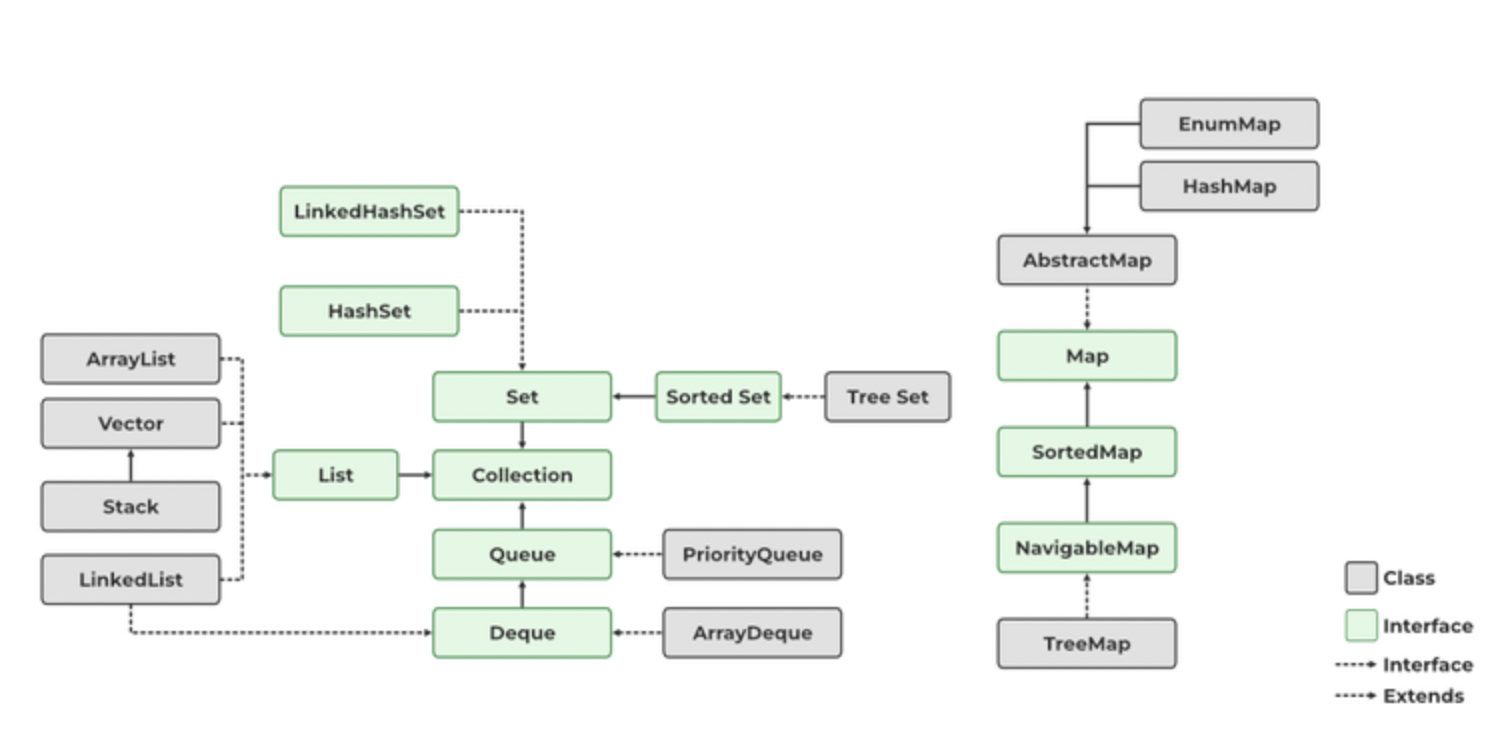 EnumMap
HashMap
LinkedHashSet
AbstractMap
HashSet
ArrayList
Map
Set
Sorted Set
Tree Set
Vector
SortedMap
List
Collection
Stack
Queue
PriorityQueue
NavigableMap
LinkedList
Class
Deque
ArrayDeque
Interface
TreeMap
Interface
Extends